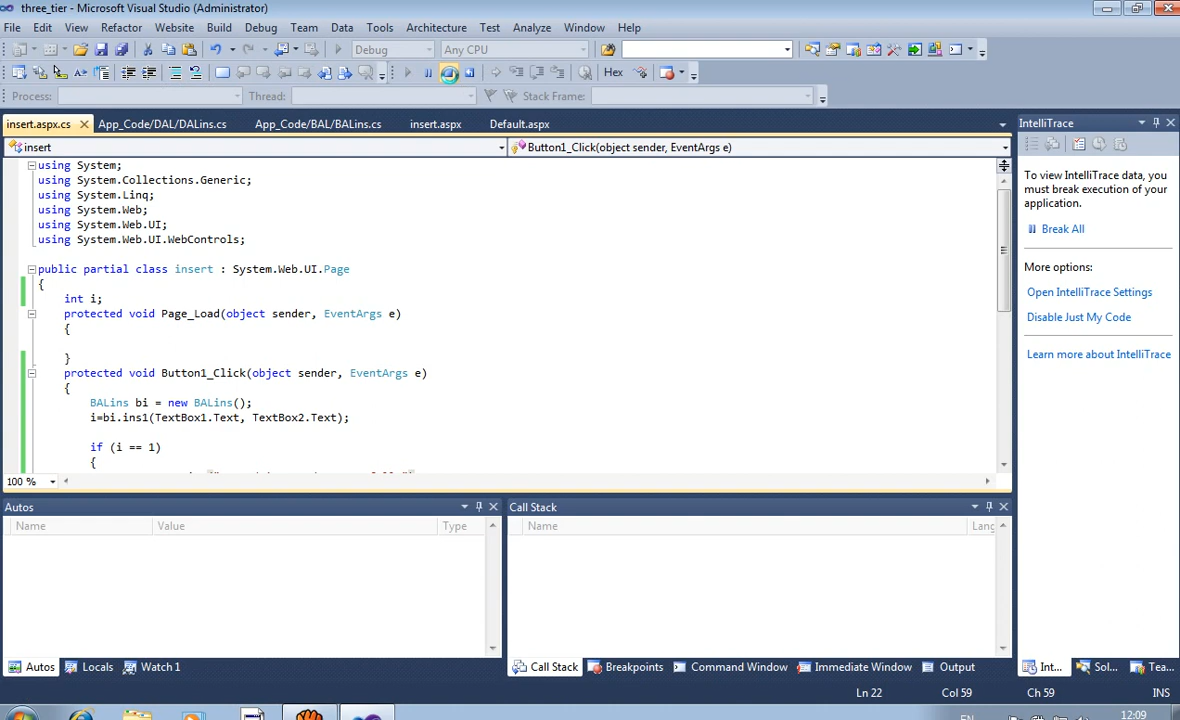 three_tier - Microsoft Visual Studio (Administrator)
File Edit View Refactor Website Build Debug Team Data Tools Architecture Test Analyze Window Help
Debug Any CPU
Hex
Process: Thread: Stack Frame:
insert.aspx.cs App_Code/DAL/DALins.cs App_Code/BAL/BALins.cs insert.aspx Default.aspx
IntelliTrace
insert Button1_Click(object sender, EventArgs e)
using System;
using System.Collections.Generic;
using System.Linq;
using System.Web;
using System.Web.UI;
using System.Web.UI.WebControls;
public partial class insert : System.Web.UI.Page
{
int i;
protected void Page_Load(object sender, EventArgs e)
{
}
protected void Button1_Click(object sender, EventArgs e)
{
BALins bi = new BALins();
i=bi.ins1(TextBox1.Text, TextBox2.Text);
if (i == 1)
{
100 %
To view IntelliTrace data, you
must break execution of your
application.
Break All
More options:
Open IntelliTrace Settings
Disable Just My Code
Learn more about IntelliTrace
Autos
Name Value Type
Call Stack
Name Lang
Autos Locals Watch 1
Call Stack Breakpoints Command Window Immediate Window Output
Int... Sol... Tea...
Ln 22 Col 59 Ch 59 INS
EN
12:09